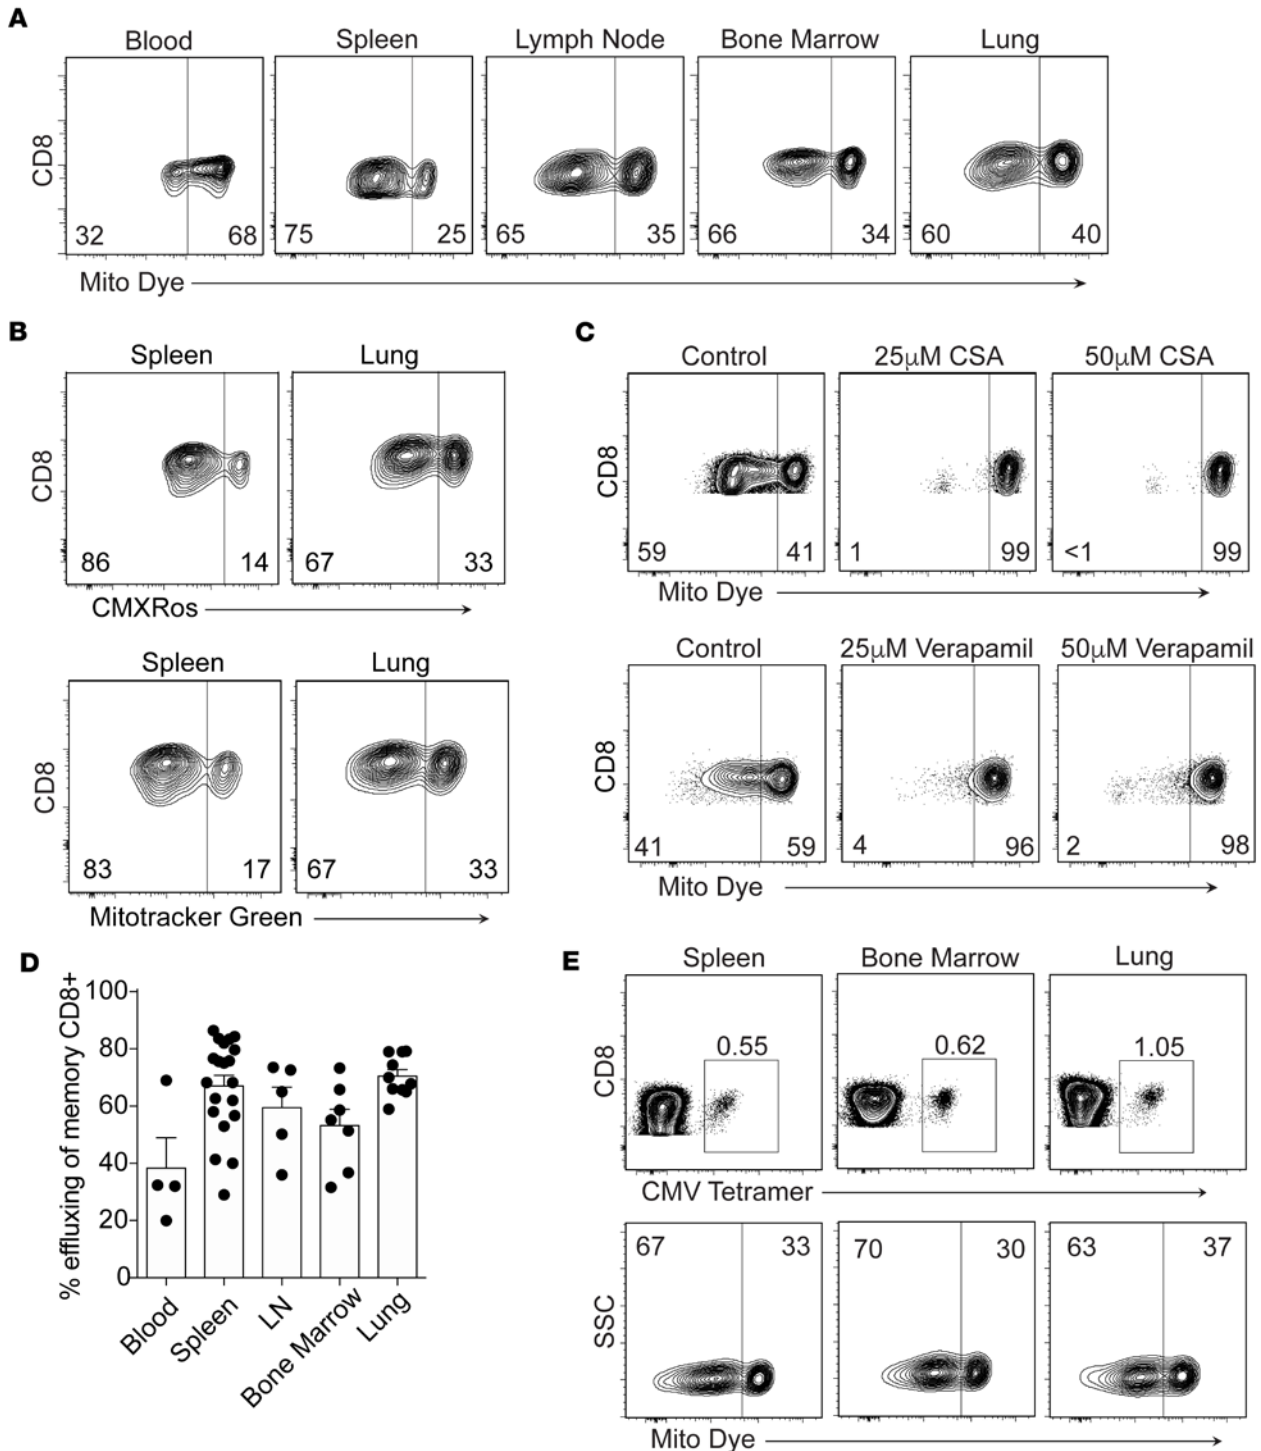 A
Blood Spleen Lymph Node Bone Marrow Lung
CD8
32 68 75 25 65 35 66 34 60 40
Mito Dye
B
Spleen Lung
CD8
86 14 67 33
CMXRos
Spleen Lung
CD8
83 17 67 33
Mitotracker Green
C
Control 25µM CSA 50µM CSA
CD8
59 41 1 99 <1 99
Mito Dye
Control 25µM Verapamil 50µM Verapamil
CD8
41 59 4 96 2 98
Mito Dye
D
% effluxing of memory CD8+
100
80
60
40
20
0
Blood Spleen LN Bone Marrow Lung
E
Spleen Bone Marrow Lung
CD8
0.55 0.62 1.05
CMV Tetramer
67 33 70 30 63 37
SSC
Mito Dye